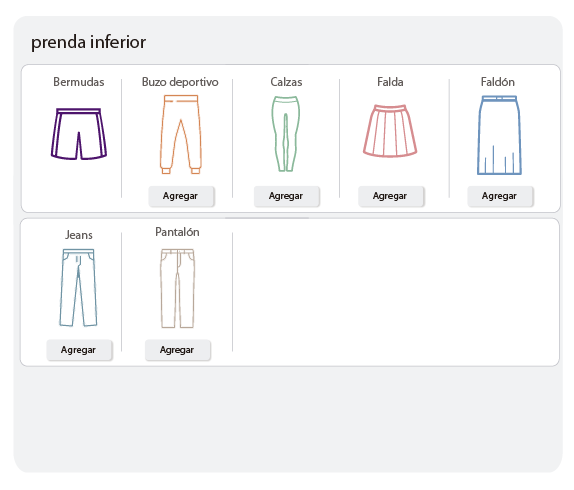 prenda inferior
Bermudas
Buzo deportivo
Calzas
Falda
Faldón
Agregar
Agregar
Agregar
Agregar
Jeans
Pantalón
Agregar
Agregar